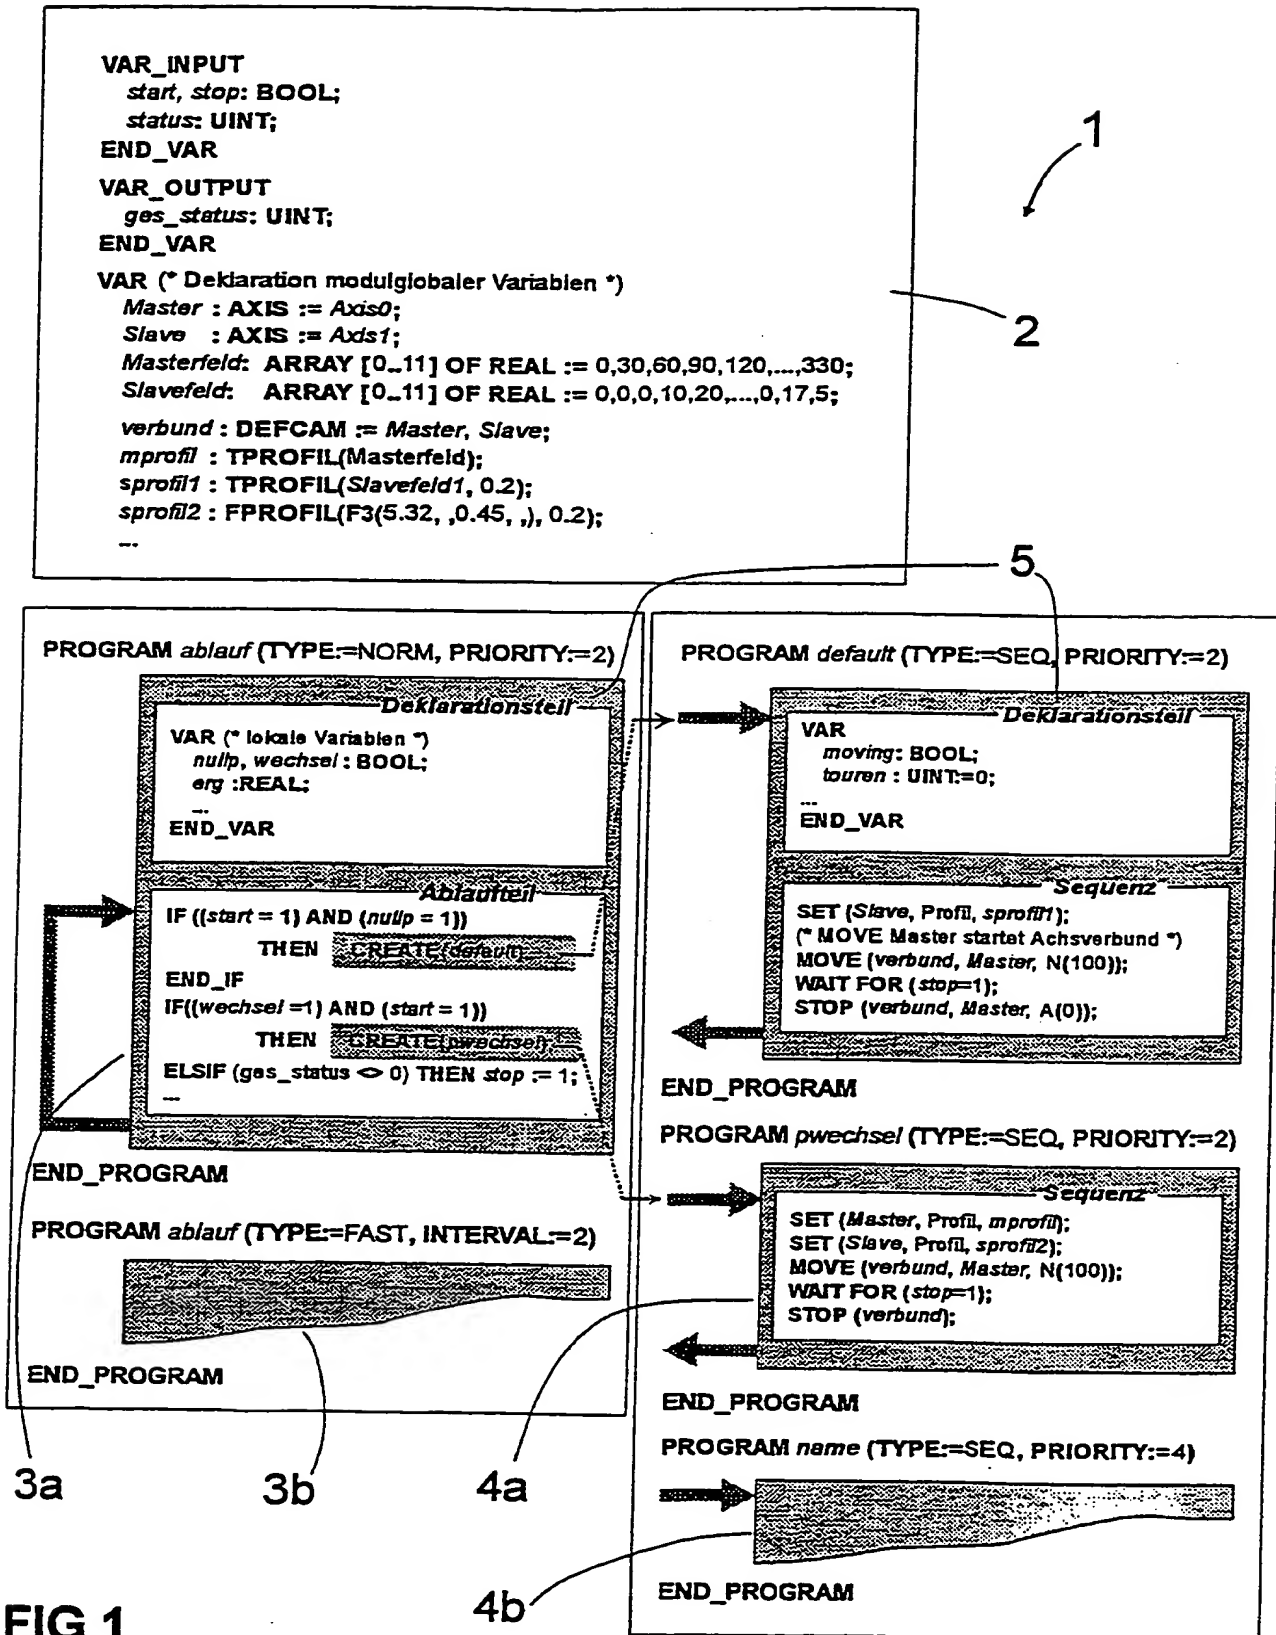 VAR_INPUT
start, stop: BOOL;
status: UINT;
END_VAR
VAR_OUTPUT
ges_status: UINT;
END_VAR
VAR (* Deklaration modulglobaler Variablen *)
Master : AXIS := Axis0;
Slave : AXIS := Axis1;
Masterfeld: ARRAY [0..11] OF REAL := 0,30,60,90,120,...,330;
Slavefeld: ARRAY [0..11] OF REAL := 0,0,0,10,20,...,0,17,5;
verbund : DEFCAM := Master, Slave;
mprofil : TPROFIL(Masterfeld);
sprofil1 : TPROFIL(Slavefeld1, 0.2);
sprofil2 : FPROFIL(F3(5.32, ,0.45, ,), 0.2);
...
1
2
5
PROGRAM ablauf (TYPE:=NORM, PRIORITY:=2)
Deklarationsteil
VAR (* lokale Variablen *)
nullp, wechsel : BOOL;
erg :REAL;
...
END_VAR
Ablaufteil
IF ((start = 1) AND (nullp = 1))
THEN CREATE(default)
END_IF
IF((wechsel =1) AND (start = 1))
THEN CREATE(pwechsel)
ELSIF (ges_status <> 0) THEN stop := 1;
...
END_PROGRAM
PROGRAM ablauf (TYPE:=FAST, INTERVAL:=2)
END_PROGRAM
3a
3b
PROGRAM default (TYPE:=SEQ, PRIORITY:=2)
Deklarationsteil
VAR
moving: BOOL;
touren : UINT:=0;
...
END_VAR
Sequenz
SET (Slave, Profil, sprofil1);
(* MOVE Master startet Achsverbund *)
MOVE (verbund, Master, N(100));
WAIT FOR (stop=1);
STOP (verbund, Master, A(0));
END_PROGRAM
PROGRAM pwechsel (TYPE:=SEQ, PRIORITY:=2)
Sequenz
SET (Master, Profil, mprofil);
SET (Slave, Profil, sprofil2);
MOVE (verbund, Master, N(100));
WAIT FOR (stop=1);
STOP (verbund);
END_PROGRAM
PROGRAM name (TYPE:=SEQ, PRIORITY:=4)
END_PROGRAM
4a
4b
FIG 1